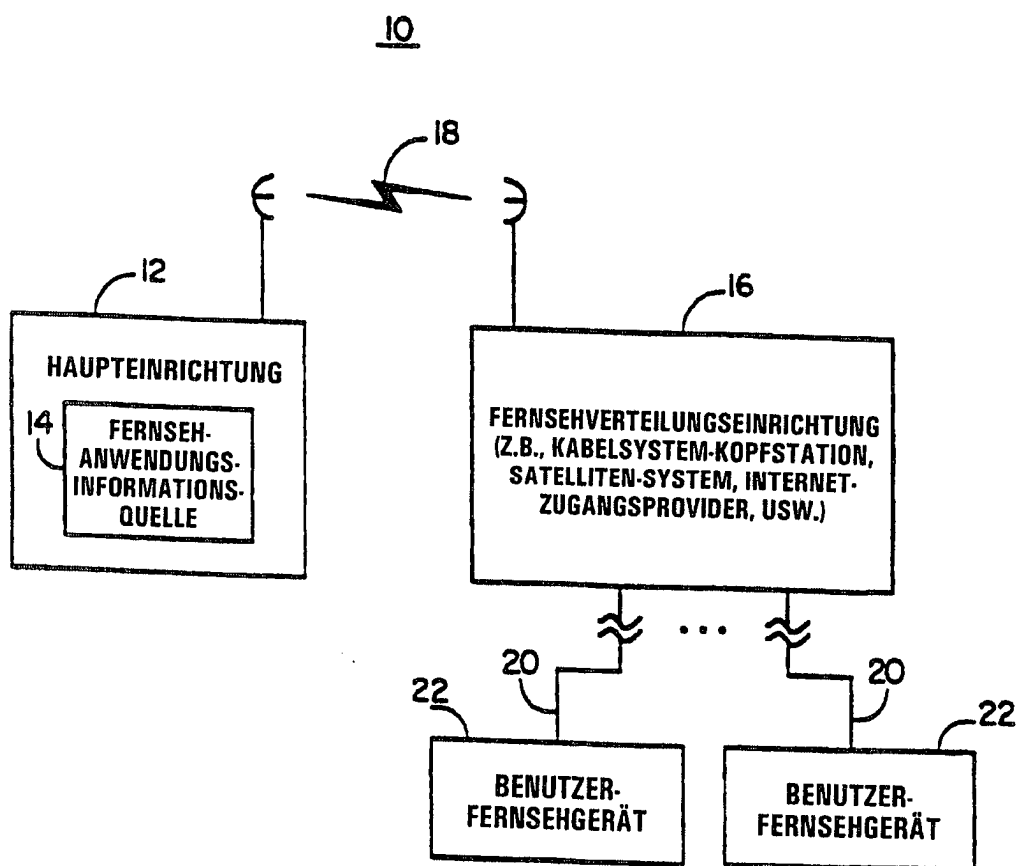 10
18
12
16
HAUPTEINRICHTUNG
14
FERNSEH-
ANWENDUNGS-
INFORMATIONS-
QUELLE
FERNSEHVERTEILUNGSEINRICHTUNG
(Z.B., KABELSYSTEM-KOPFSTATION,
SATELLITEN-SYSTEM, INTERNET-
ZUGANGSPROVIDER, USW.)
...
20
20
22
22
BENUTZER-
FERNSEHGERÄT
BENUTZER-
FERNSEHGERÄT